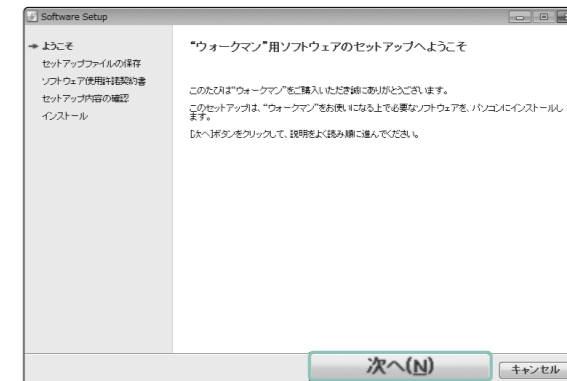 Software Setup
ようこそ
セットアップファイルの保存
ソフトウェア使用許諾契約書
セットアップ内容の確認
インストール
“ウォークマン”用ソフトウェアのセットアップへようこそ
このたびは“ウォークマン”をご購入いただき誠にありがとうございます。
このセットアップは、“ウォークマン”をお使いになる上で必要なソフトウェアを、パソコンにインストールし
ます。
[次へ]ボタンをクリックして、説明をよく読み順に進んでください。
次へ(N)
キャンセル